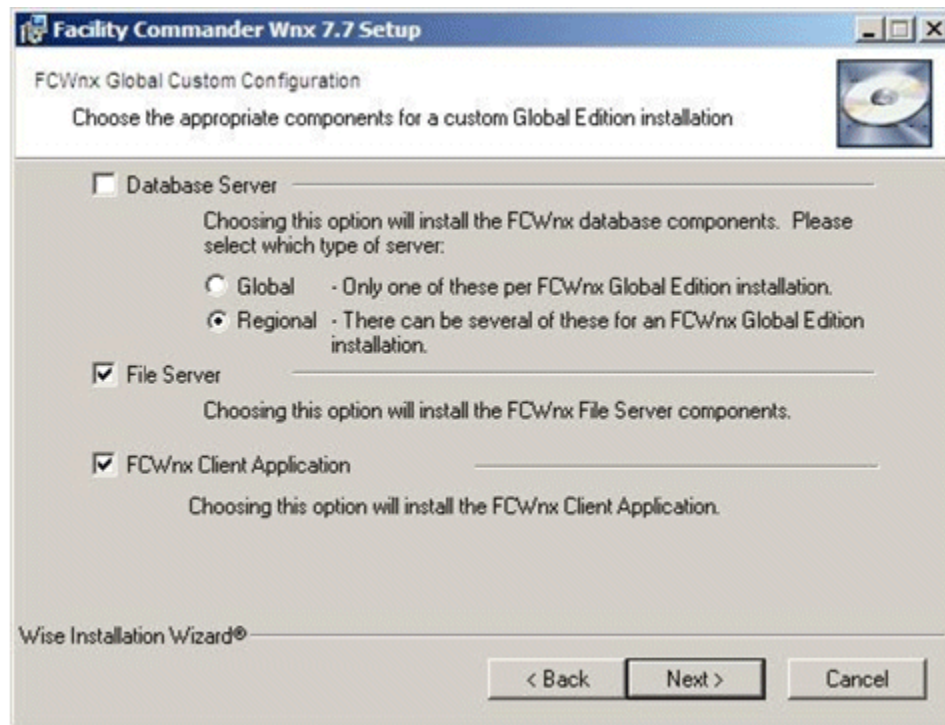 Facility Commander Wnx 7.7 Setup
FCWnx Global Custom Configuration
Choose the appropriate components for a custom Global Edition installation
Database Server
Choosing this option will install the FCWnx database components.  Please
select which type of server:
Global - Only one of these per FCWnx Global Edition installation.
Regional - There can be several of these for an FCWnx Global Edition
installation.
File Server
Choosing this option will install the FCWnx File Server components.
FCWnx Client Application
Choosing this option will install the FCWnx Client Application.
Wise Installation Wizard®
< Back Next > Cancel